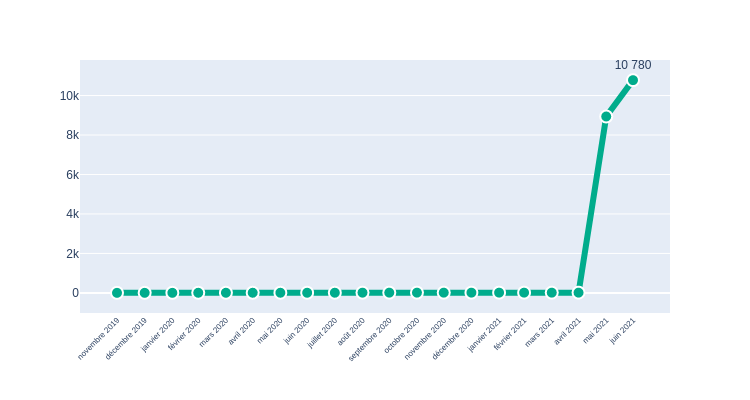 10 780
10k
8k
6k
4k
2k
0
novembre 2019
décembre 2019
janvier 2020
février 2020
mars 2020
avril 2020
mai 2020
juin 2020
juillet 2020
août 2020
septembre 2020
octobre 2020
novembre 2020
décembre 2020
janvier 2021
février 2021
mars 2021
avril 2021
mai 2021
juin 2021